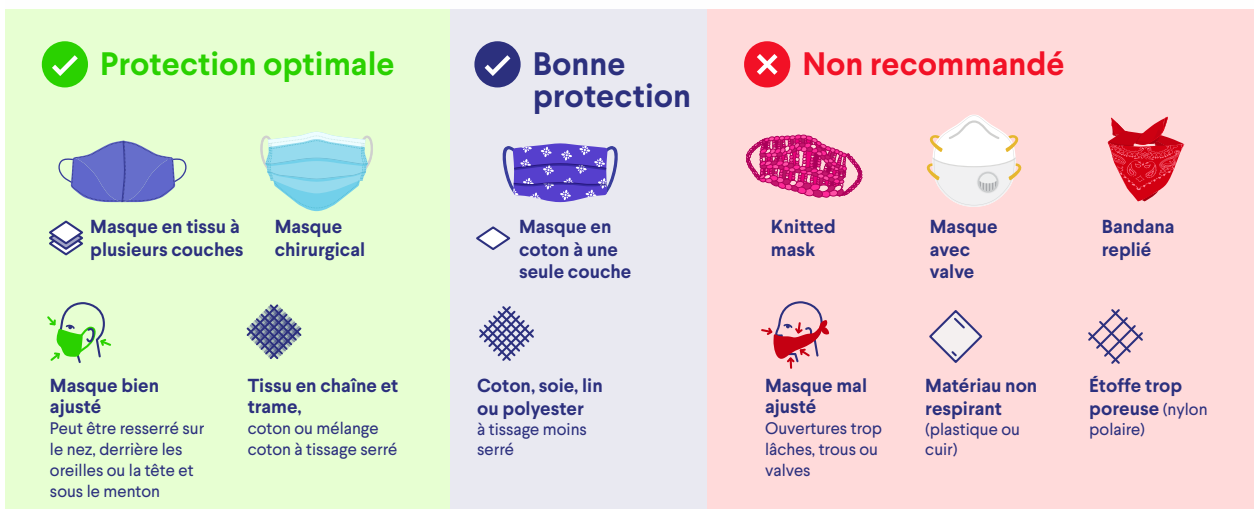 Protection optimale
Masque en tissu à
plusieurs couches
Masque
chirurgical
Masque bien
ajusté
Peut être resserré sur
le nez, derrière les
oreilles ou la tête et
sous le menton
Tissu en chaîne et
trame,
coton ou mélange
coton à tissage serré
Bonne
protection
Masque en
coton à une
seule couche
Coton, soie, lin
ou polyester
à tissage moins
serré
Non recommandé
Knitted
mask
Masque
avec
valve
Bandana
replié
Masque mal
ajusté
Ouvertures trop
lâches, trous ou
valves
Matériau non
respirant
(plastique ou
cuir)
Étoffe trop
poreuse (nylon
polaire)